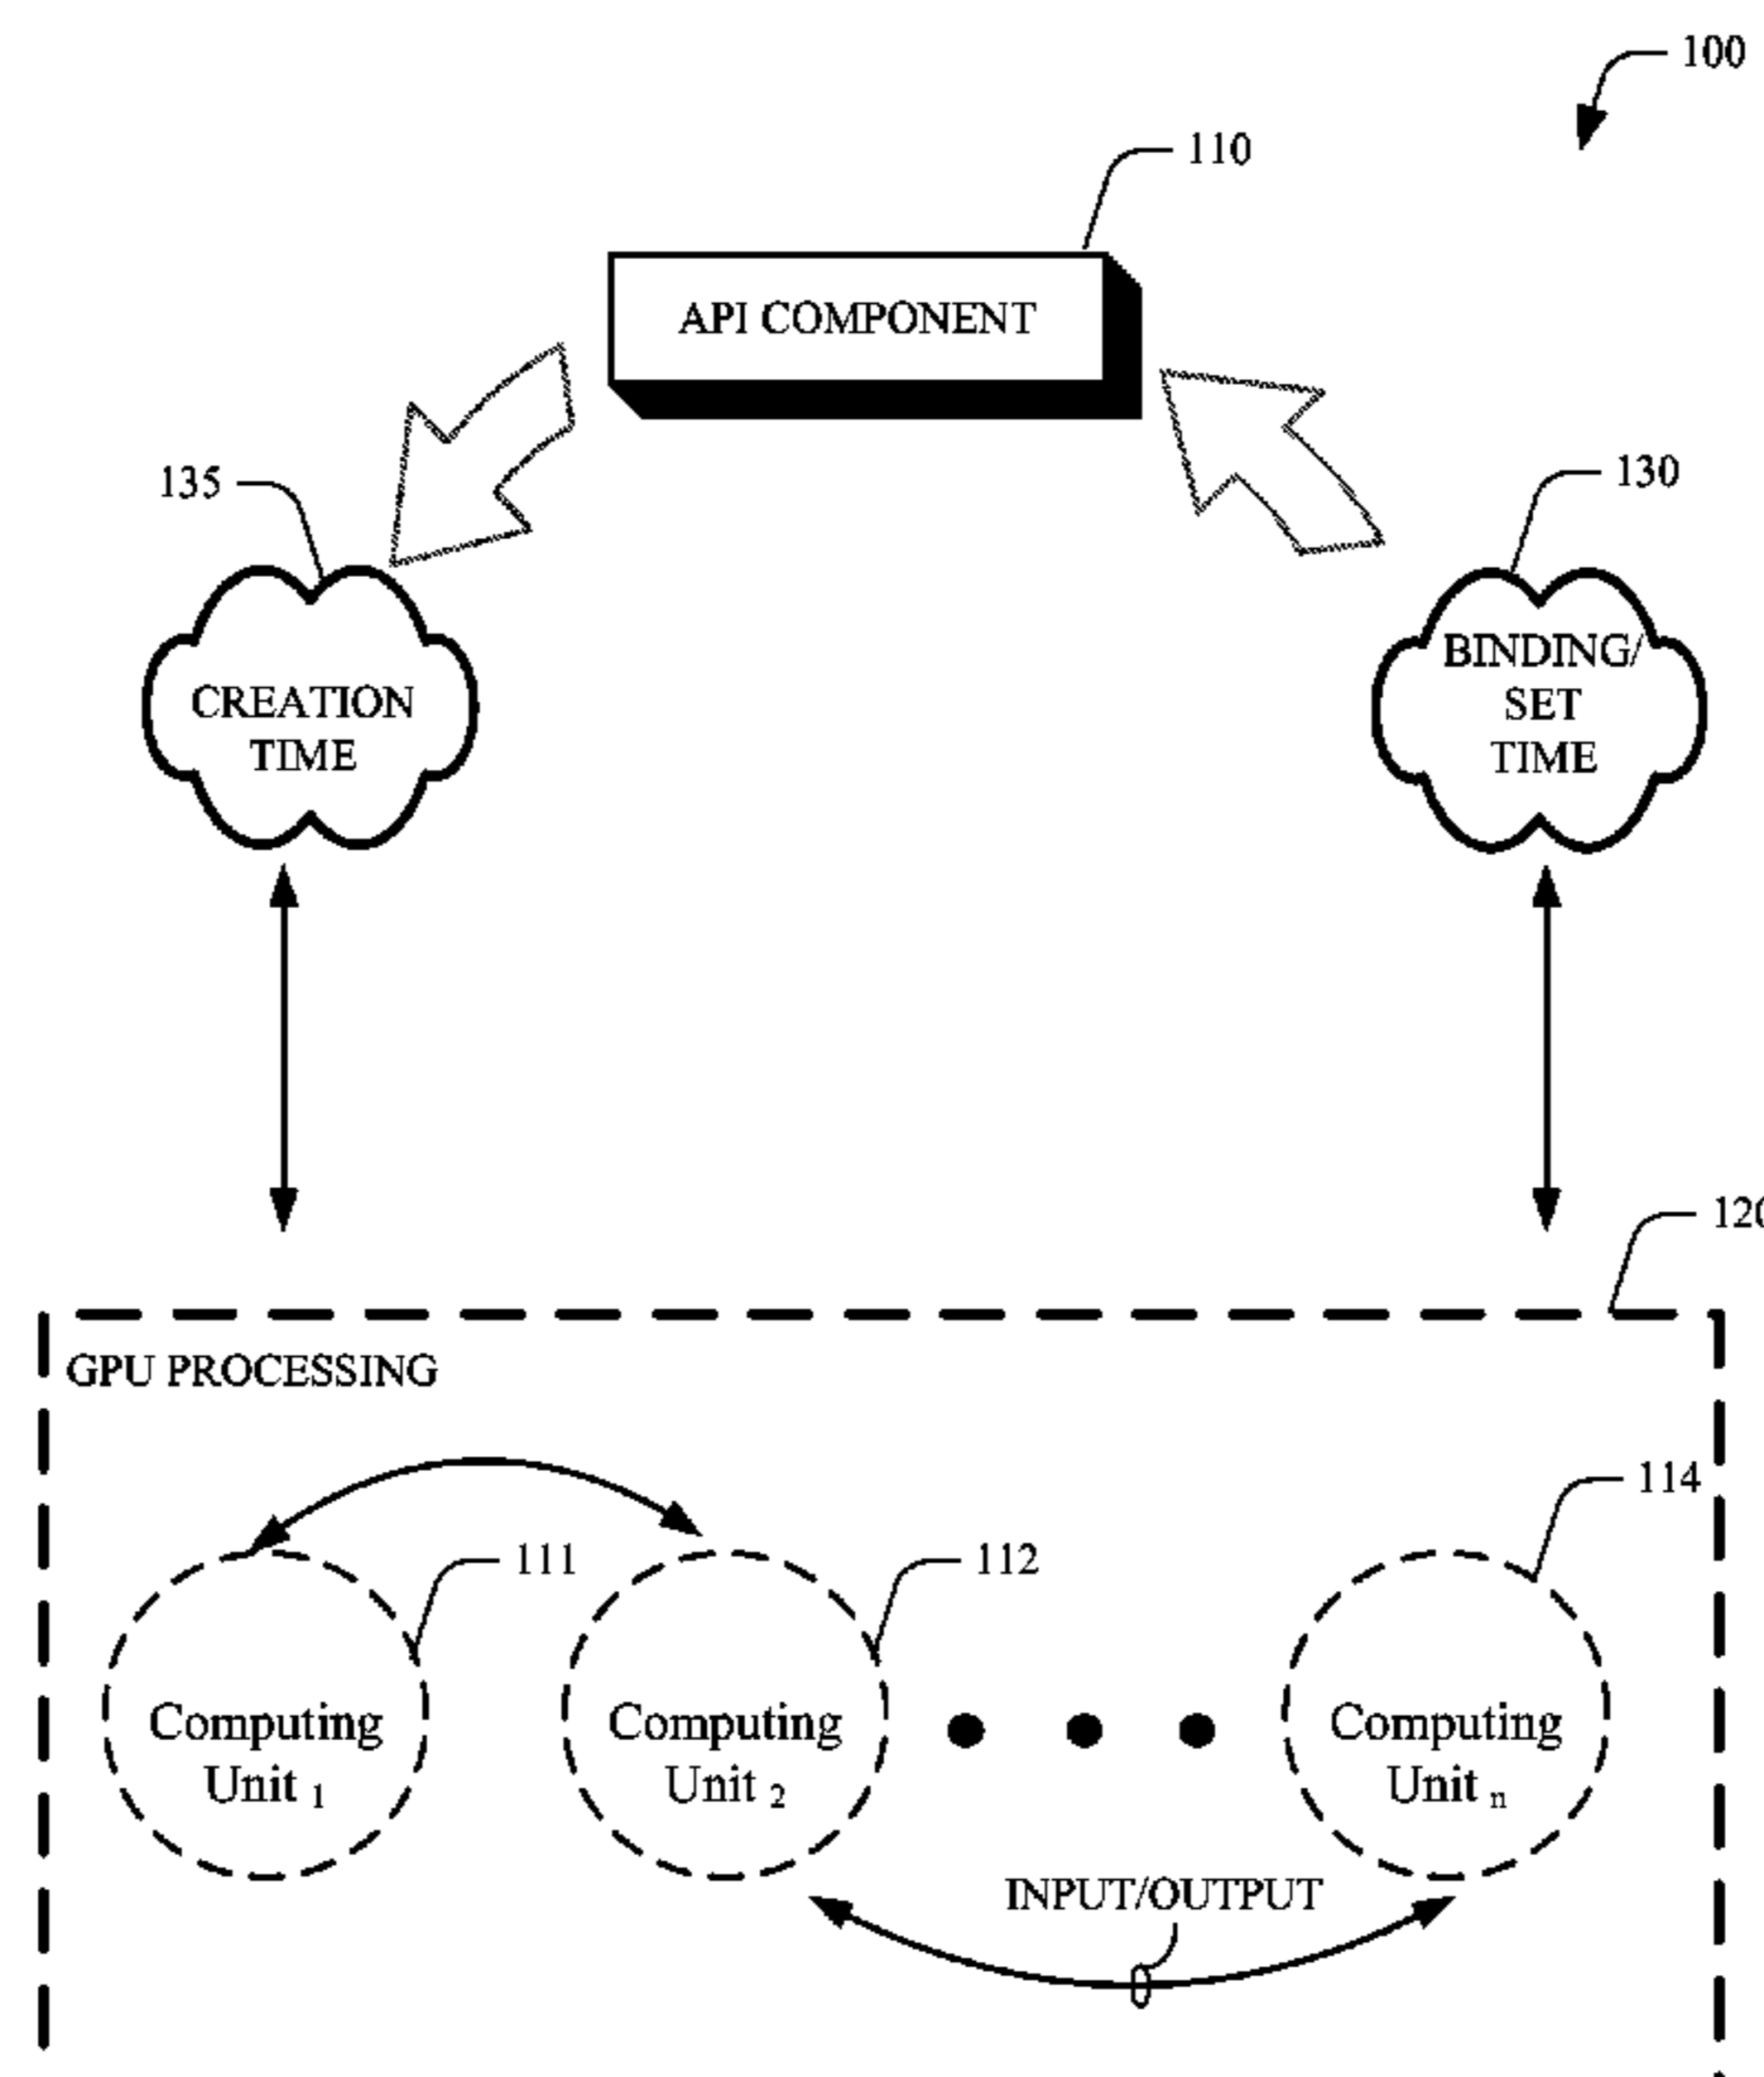 100
110
API COMPONENT
135
130
CREATION
TIME
BINDING/
SET
TIME
120
GPU PROCESSING
114
111
112
Computing
Unit 1
Computing
Unit 2
Computing
Unit n
INPUT/OUTPUT